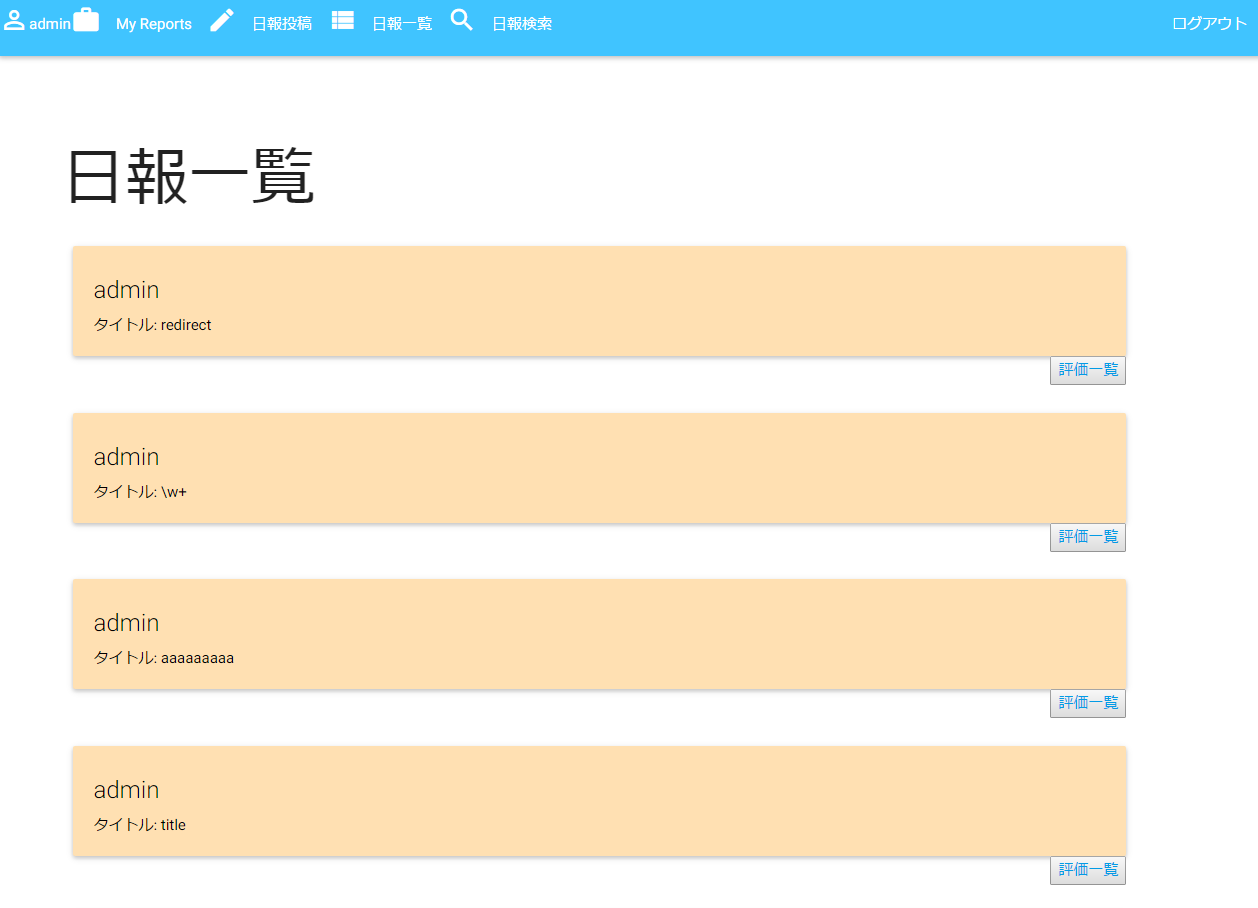 admin My Reports 日報投稿 日報一覧 日報検索 ログアウト
日報一覧
admin
タイトル: redirect
評価一覧
admin
タイトル: \w+
評価一覧
admin
タイトル: aaaaaaaaa
評価一覧
admin
タイトル: title
評価一覧